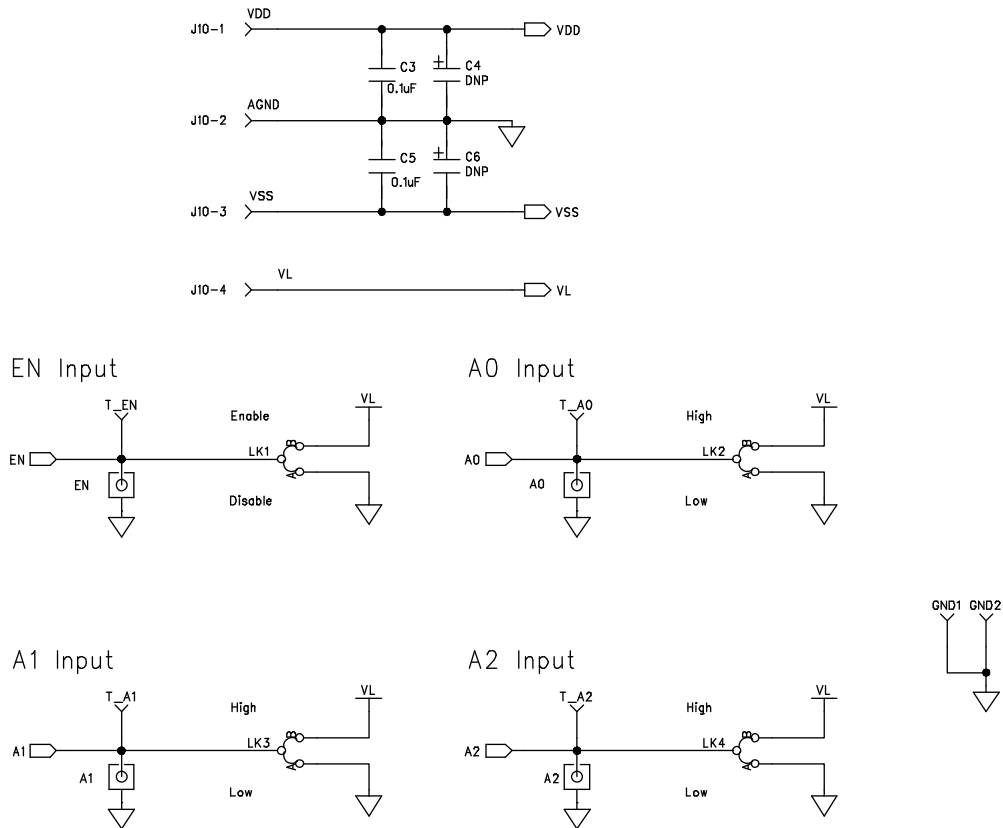 VDD
J10-1
VDD
C3
0.1uF
C4
DNP
AGND
J10-2
C5
0.1uF
C6
DNP
VSS
J10-3
VSS
VL
J10-4
VL
EN Input
T_EN
Enable
VL
EN
LK1
B
A
EN
Disable
A0 Input
T_A0
High
VL
A0
LK2
B
A
A0
Low
GND1 GND2
A1 Input
T_A1
High
VL
A1
LK3
B
A
A1
Low
A2 Input
T_A2
High
VL
A2
LK4
B
A
A2
Low